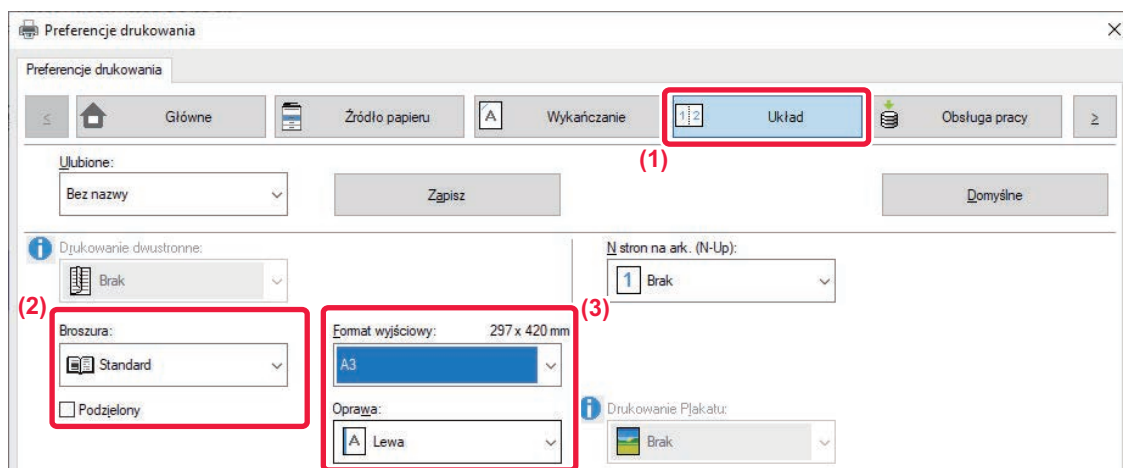 Preferencje drukowania
Preferencje drukowania
< Główne Źródło papieru A Wykańczanie 1 2 Układ Obsługa pracy >
(1)
Ulubione:
Bez nazwy Zapisz Domyślne
Drukowanie dwustronne: N stron na ark. (N-Up):
Brak 1 Brak
(2) (3)
Broszura: Format wyjściowy: 297 x 420 mm
Standard A3
Podzielony Oprawa: Drukowanie Plakatu:
A Lewa Brak